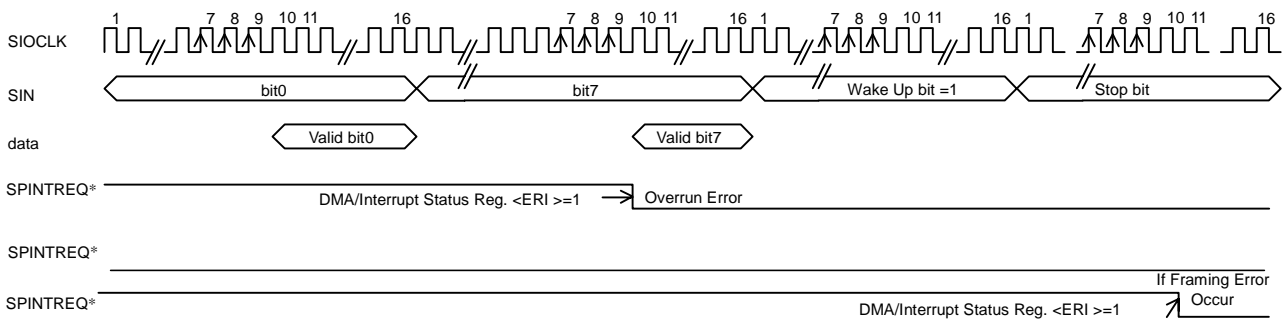 1 7 8 9 10 11 16 7 8 9 10 11 16 1 7 8 9 10 11 16 1 7 8 9 10 11 16
SIOCLK
SIN bit0 bit7 Wake Up bit =1 Stop bit
data Valid bit0 Valid bit7
SPINTREQ* DMA/Interrupt Status Reg. <ERI >=1 Overrun Error
SPINTREQ*
If Framing Error
SPINTREQ* DMA/Interrupt Status Reg. <ERI >=1 Occur